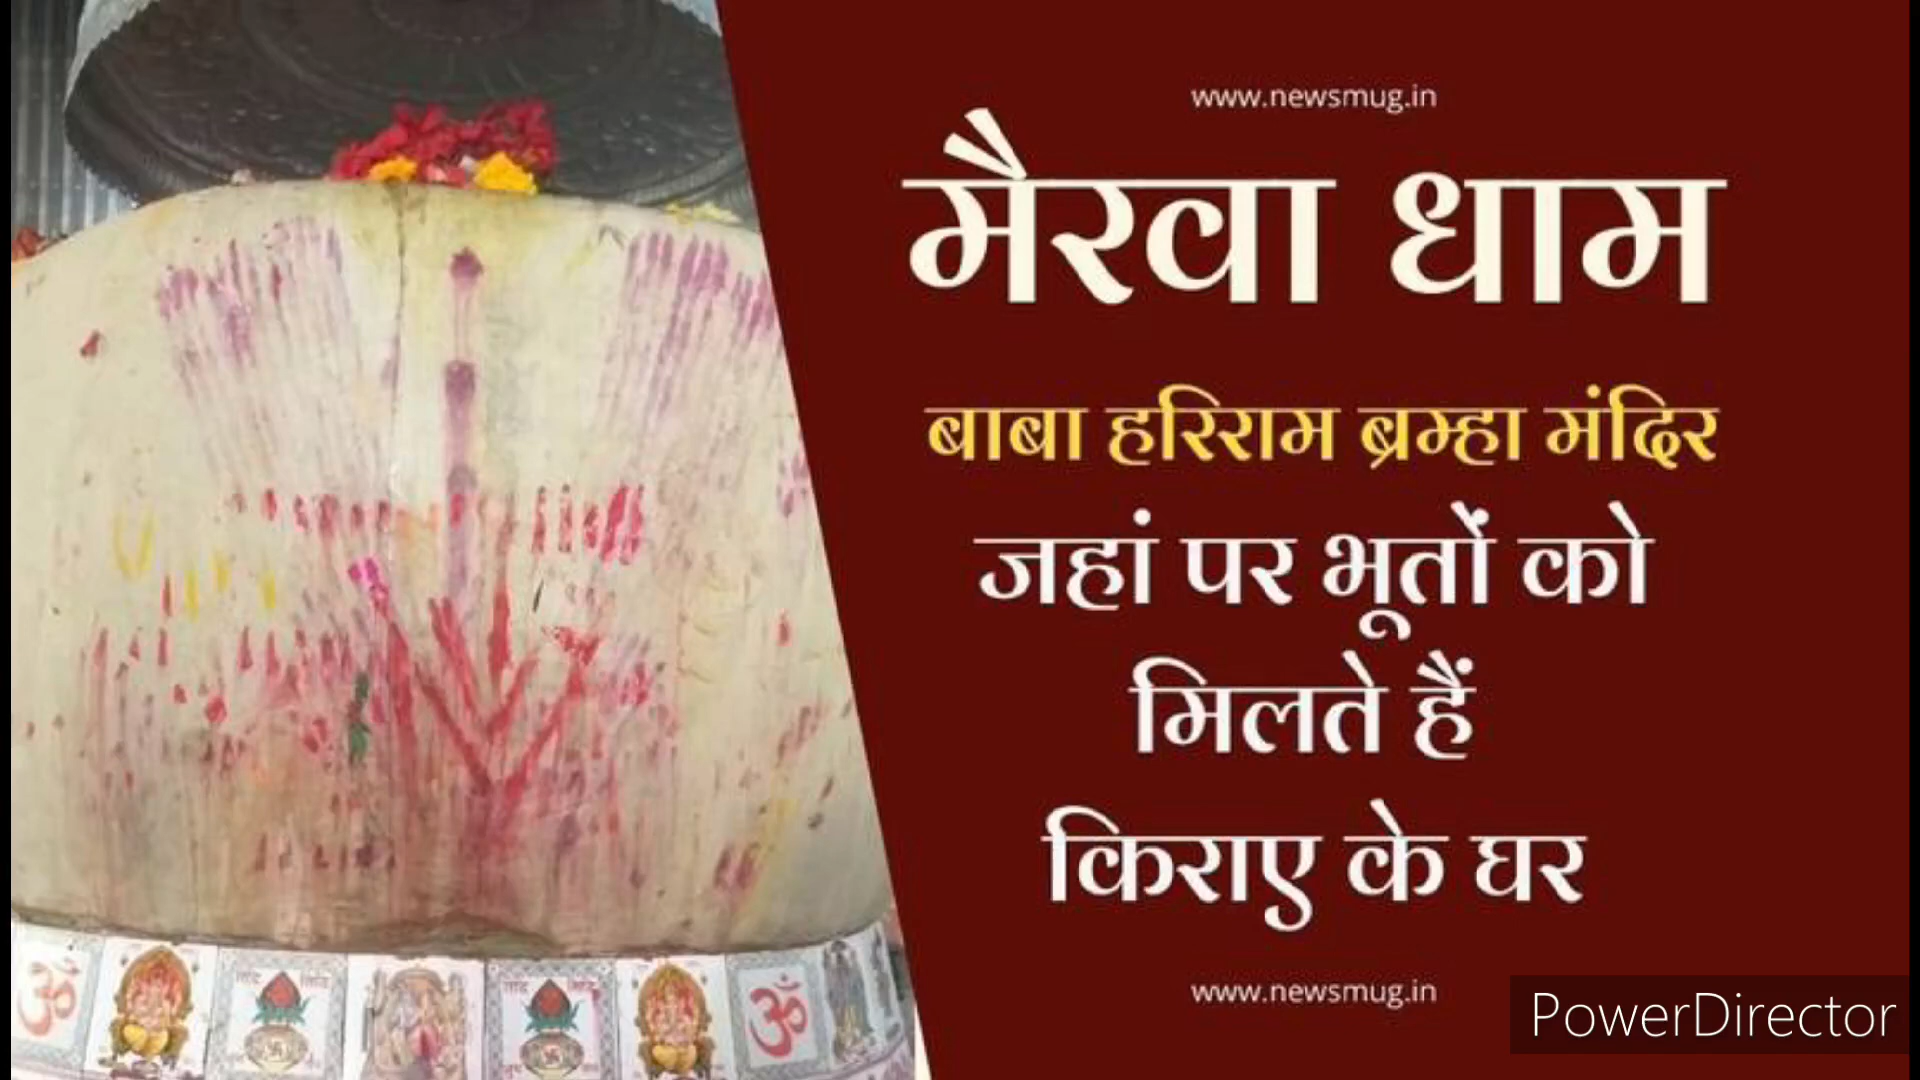 www.newsmug.in
मैरवा धाम
बाबा हरिराम ब्रम्हा मंदिर
जहां पर भूतों को
मिलते हैं
किराए के घर
www.newsmug.in
PowerDirector
ॐ
ॐ